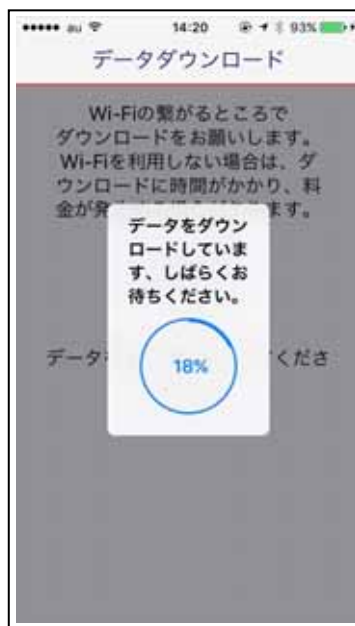 au 14:20 93%
データダウンロード
Wi-Fiの繋がるところで
ダウンロードをお願いします。
Wi-Fiを利用しない場合は、ダ
ウンロードに時間がかかり、料
金が発 ます。
データをダウン
ロードしていま
す、しばらくお
待ちください。
データ くださ
18%